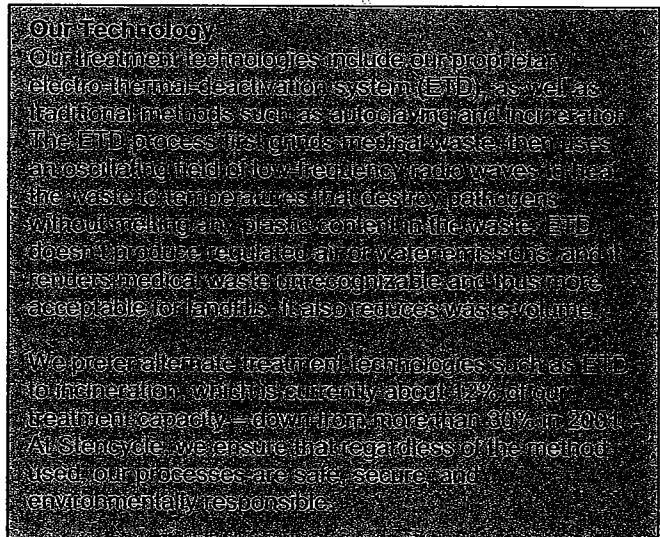 Our Technology
Our treatment technologies include our proprietary
electro-thermal-deactivation system (ETD), as well as
traditional methods such as autoclaving and incineration.
The ETD process first grinds medical waste, then uses
an oscillating field of low-frequency radio waves to heat
the waste to temperatures that destroy pathogens
without melting any plastic content in the waste. ETD
doesn't produce regulated air or water emissions, and it
renders medical waste unrecognizable and thus more
acceptable for landfills. It also reduces waste volume.
We prefer alternate treatment technologies such as ETD
to incineration, which is currently about 12% of our
treatment capacity—down from more than 30% in 2001.
At Stericycle, we ensure that regardless of the method
used, our processes are safe, secure, and
environmentally responsible.